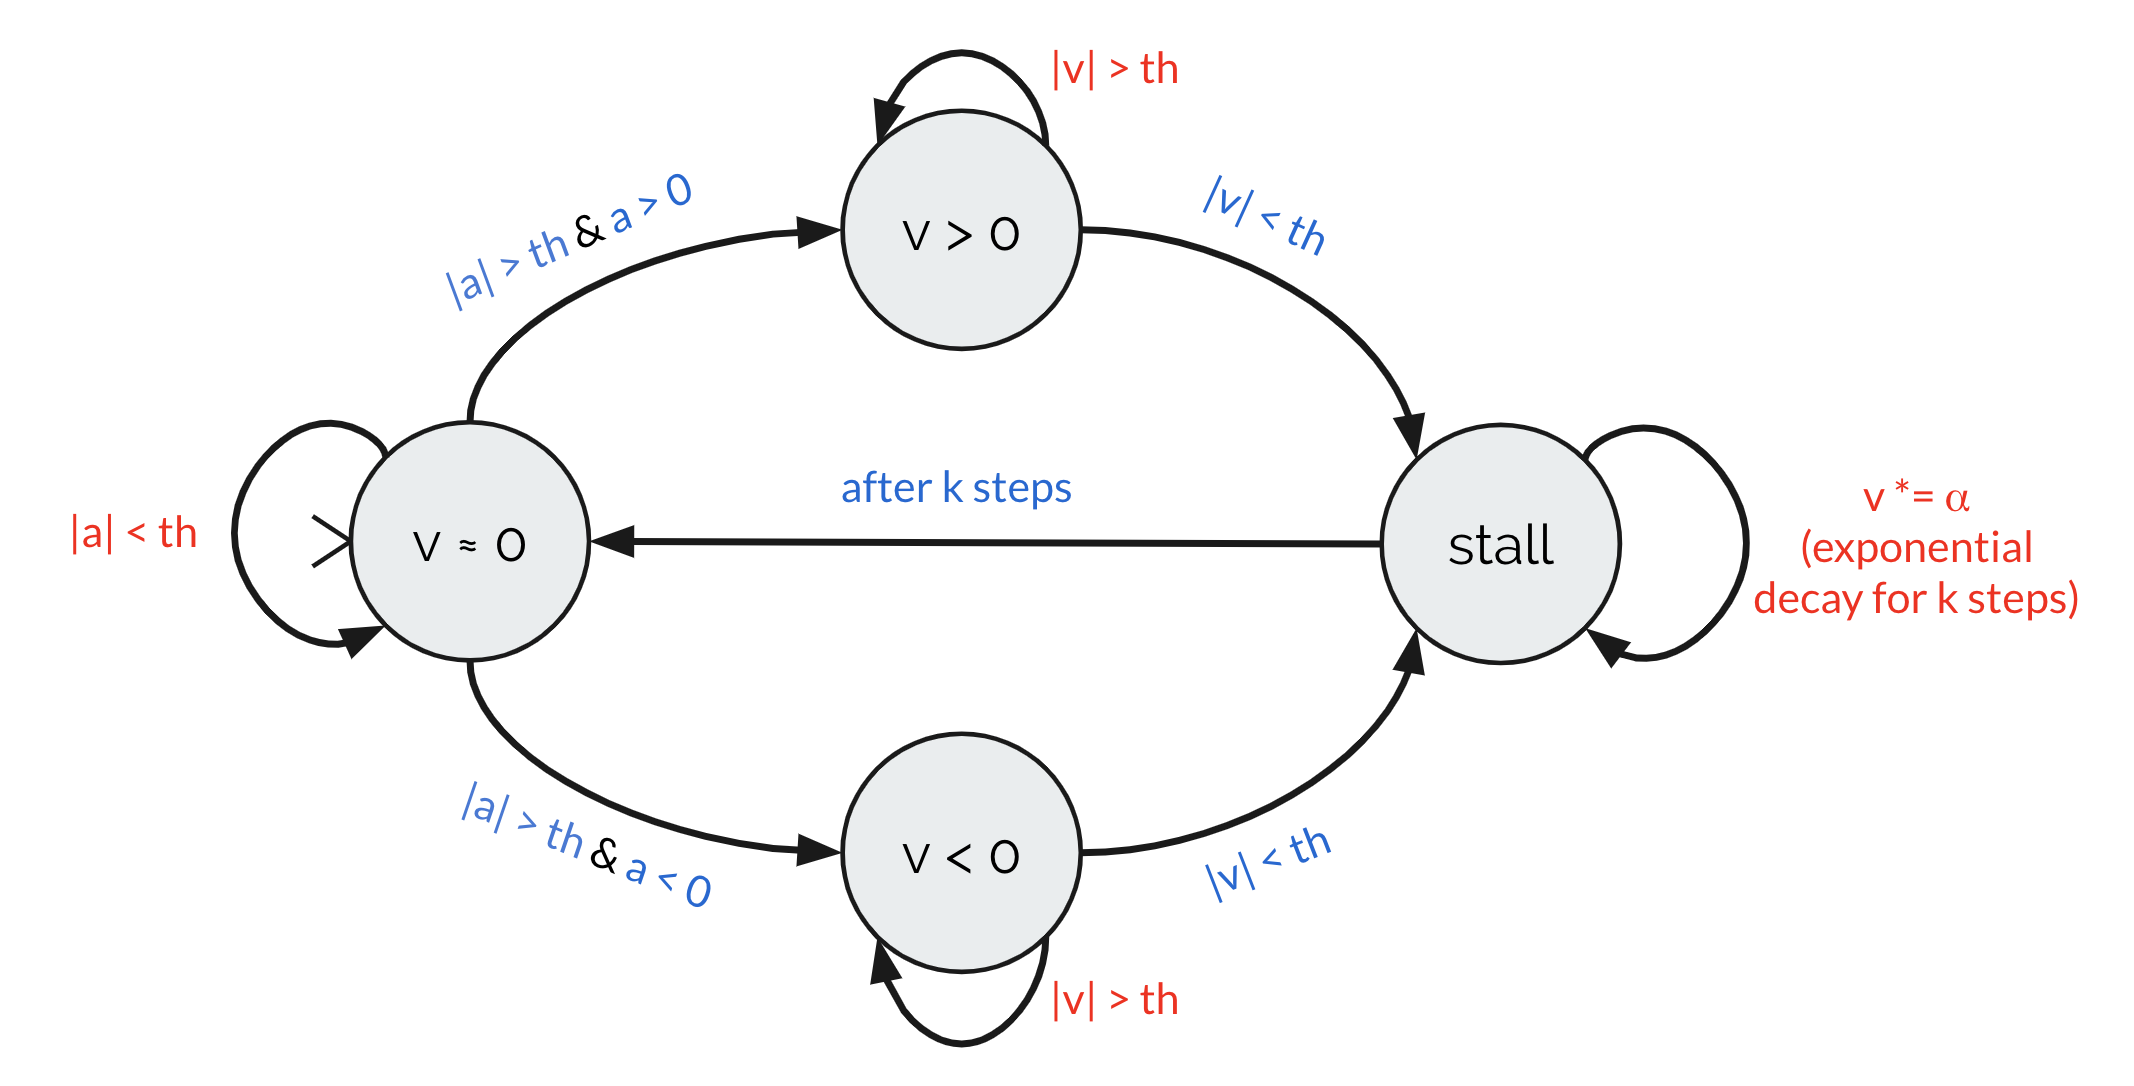 |v| > th
|a| > th & a > 0
|v| < th
v > 0
after k steps
|a| < th
v ≈ 0
stall
v *= α
(exponential
decay for k steps)
|a| > th & a < 0
|v| < th
v < 0
|v| > th